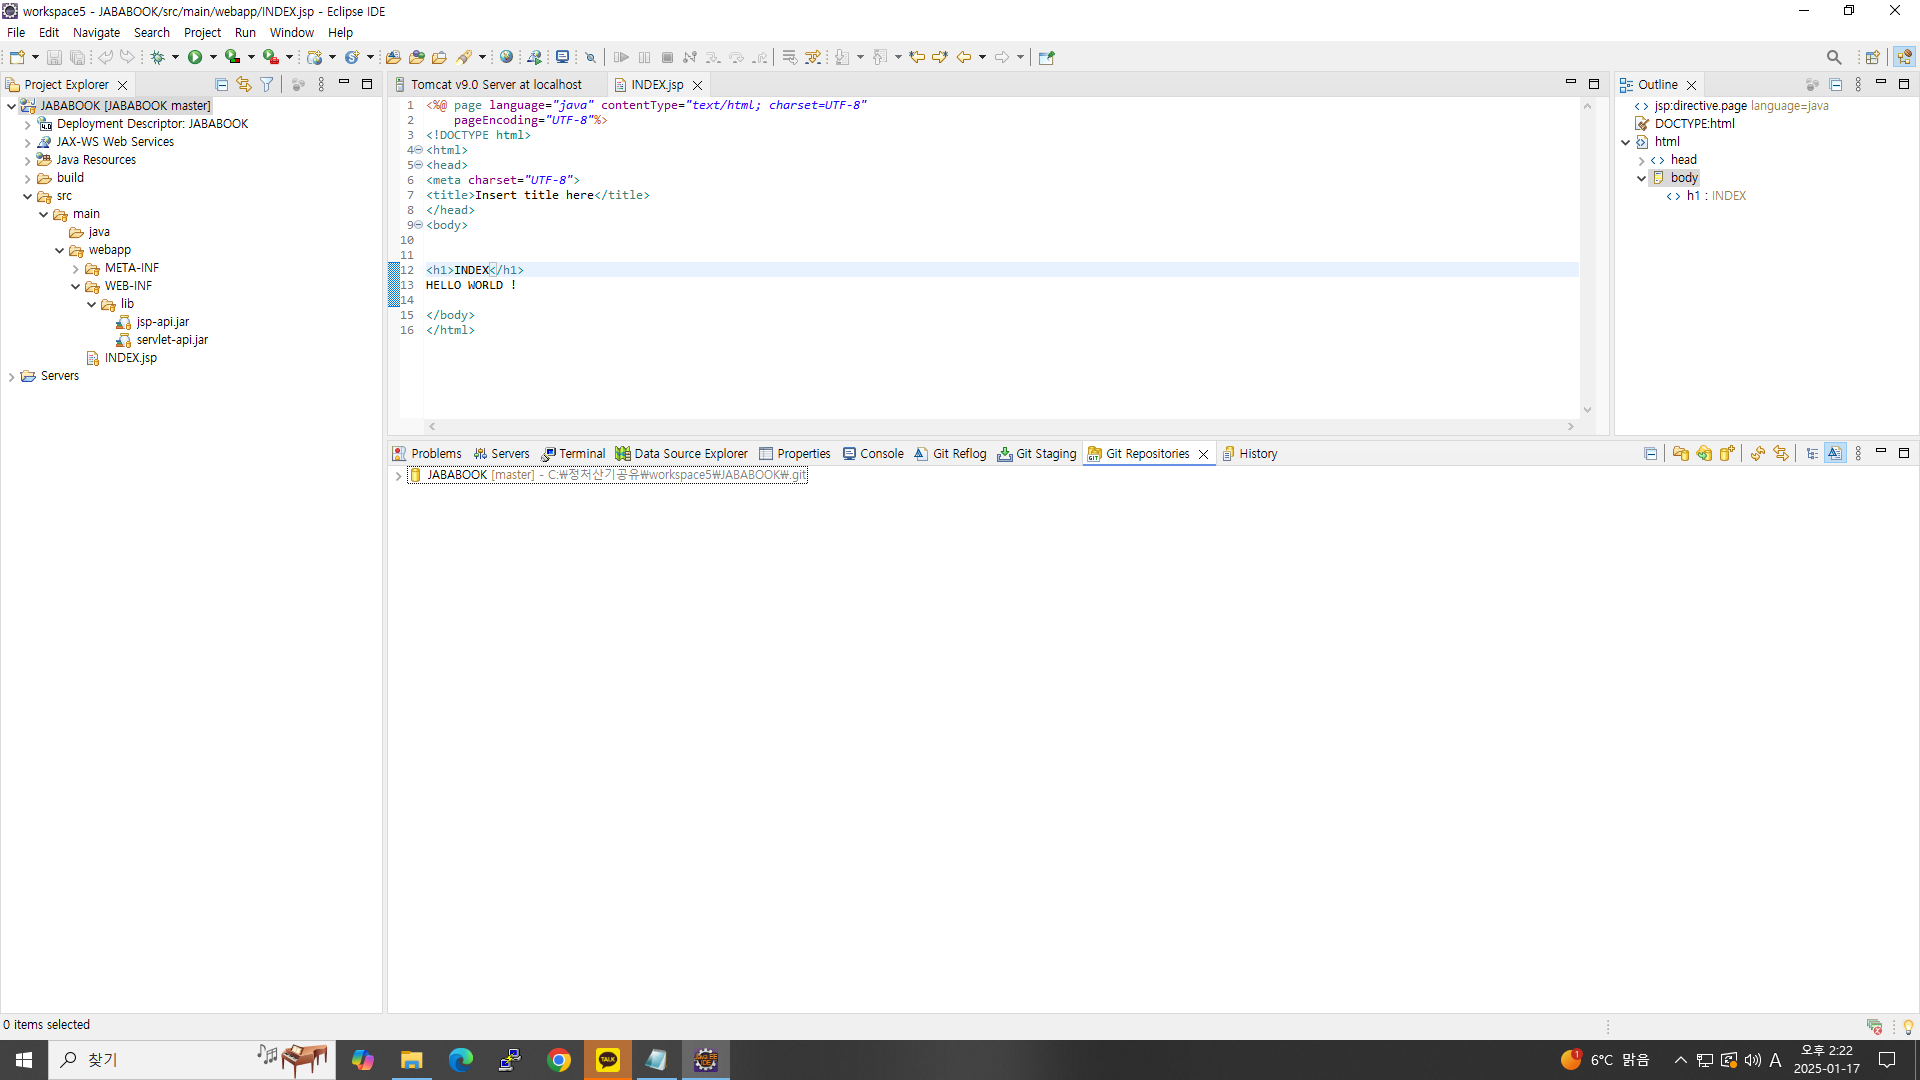 workspace5 - JABABOOK/src/main/webapp/INDEX.jsp - Eclipse IDE
File Edit Navigate Search Project Run Window Help
Project Explorer
JABABOOK [JABABOOK master]
Deployment Descriptor: JABABOOK
JAX-WS Web Services
Java Resources
build
src
main
java
webapp
META-INF
WEB-INF
lib
jsp-api.jar
servlet-api.jar
INDEX.jsp
Servers
Tomcat v9.0 Server at localhost
INDEX.jsp
1 <%@ page language="java" contentType="text/html; charset=UTF-8"
2 pageEncoding="UTF-8"%>
3 <!DOCTYPE html>
4 <html>
5 <head>
6 <meta charset="UTF-8">
7 <title>Insert title here</title>
8 </head>
9 <body>
10
11
12 <h1>INDEX</h1>
13 HELLO WORLD !
14
15 </body>
16 </html>
Outline
jsp:directive.page language=java
DOCTYPE:html
html
head
body
h1 : INDEX
Problems Servers Terminal Data Source Explorer Properties Console Git Reflog Git Staging Git Repositories History
JABABOOK [master] - C:₩정처산기공유₩workspace5₩JABABOOK₩.git
0 items selected
찾기
TALK
1 6°C 맑음 A
오후 2:22
2025-01-17